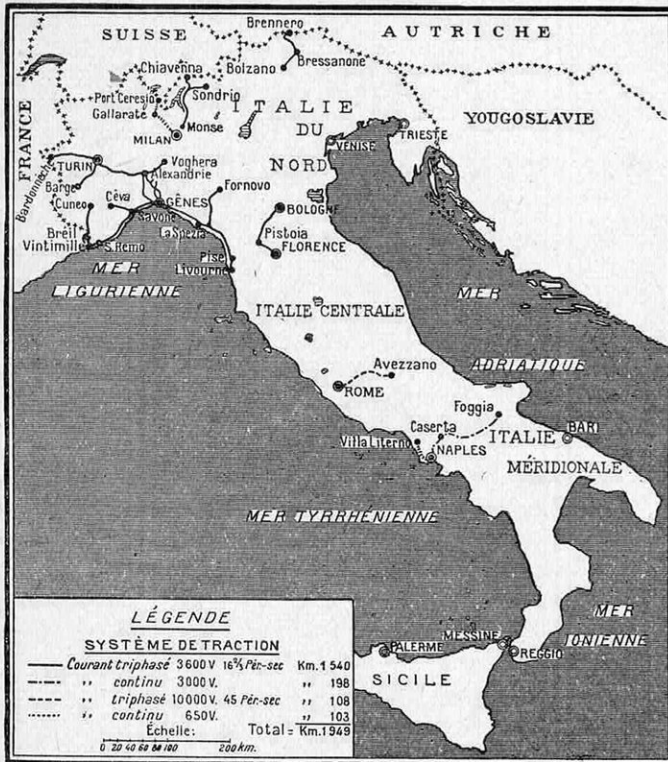 SUISSE
AUTRICHE
Brennero
Bressanone
Bolzano
Chiavenna
Sondrio
Port Ceresio
Gallarate
Monse
MILAN
ITALIE
DU
NORD
YOUGOSLAVIE
TRIESTE
VENISE
FRANCE
Bardonnèch
TURIN
Voghera
Alexandrie
Barge
Cuneo
Céva
Fornovo
GÊNES
Savone
BOLOGNE
La Spezia
Pistoia
FLORENCE
Breil
Vintimille
S. Remo
Pise
Livourne
MER
LIGURIENNE
ITALIE CENTRALE
MER
ADRIATIQUE
Avezzano
ROME
Foggia
Caserta
Villa Literno
NAPLES
ITALIE
BARI
MÉRIDIONALE
MER TYRRHÉNIENNE
MER
IONIENNE
MESSINE
PALERME
REGGIO
SICILE
LÉGENDE
SYSTÈME DE TRACTION
Courant triphasé 3600 V 16⅔ Pér.-sec Km. 1 540
,, continu 3000 V. ,, 198
,, triphasé 10000 V. 45 Pér.-sec ,, 108
,, continu 650 V. ,, 103
Échelle: Total = Km. 1949
0 20 40 60 80 100 200 km.